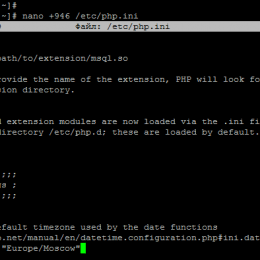 ~]#
~]# nano +946 /etc/php.ini
Файл: /etc/php.ini
path/to/extension/msql.so
rovide the name of the extension, PHP will look fo
sion directory.
d extension modules are now loaded via the .ini fi
directory /etc/php.d; these are loaded by default.
;;;
gs ;
;;;
efault timezone used by the date functions
p.net/manual/en/datetime.configuration.php#ini.dat
"Europe/Moscow"